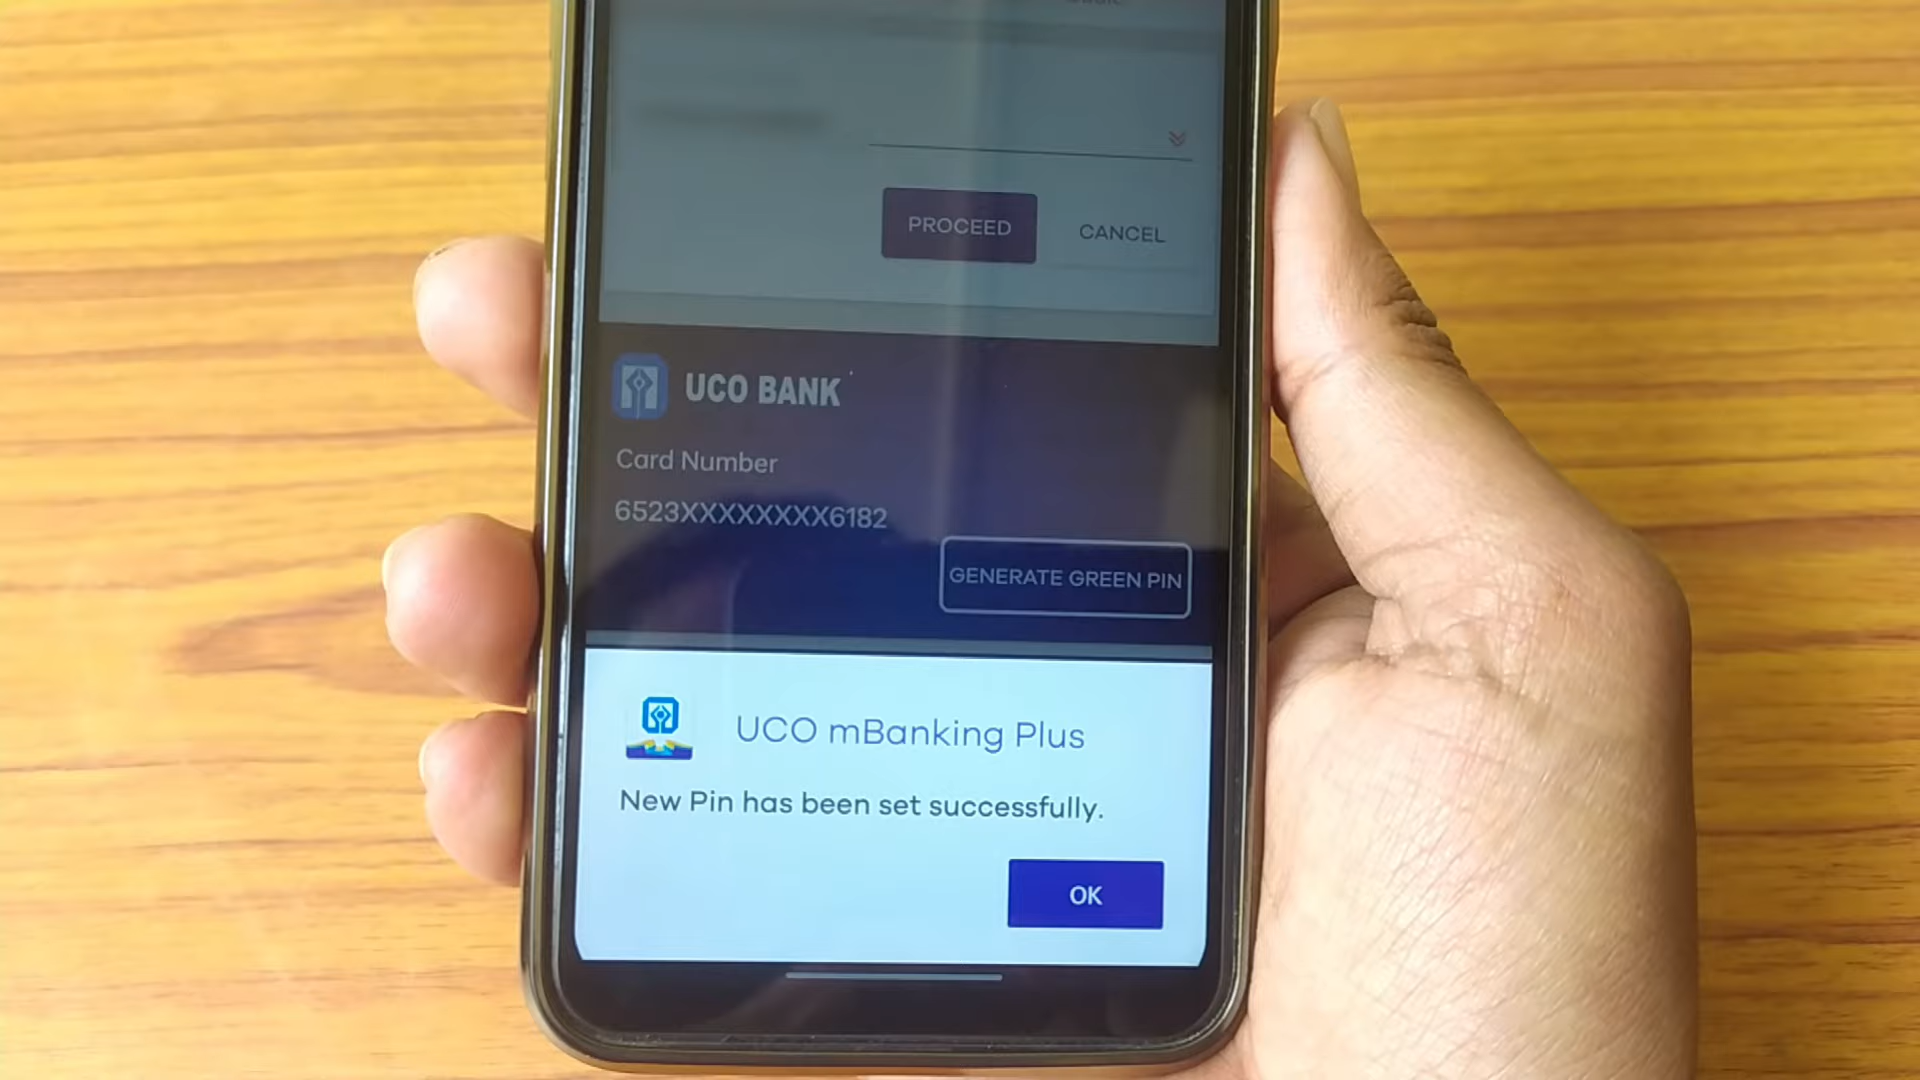 PROCEED
CANCEL
UCO BANK
Card Number
6523XXXXXXXX6182
GENERATE GREEN PIN
UCO mBanking Plus
New Pin has been set successfully.
OK